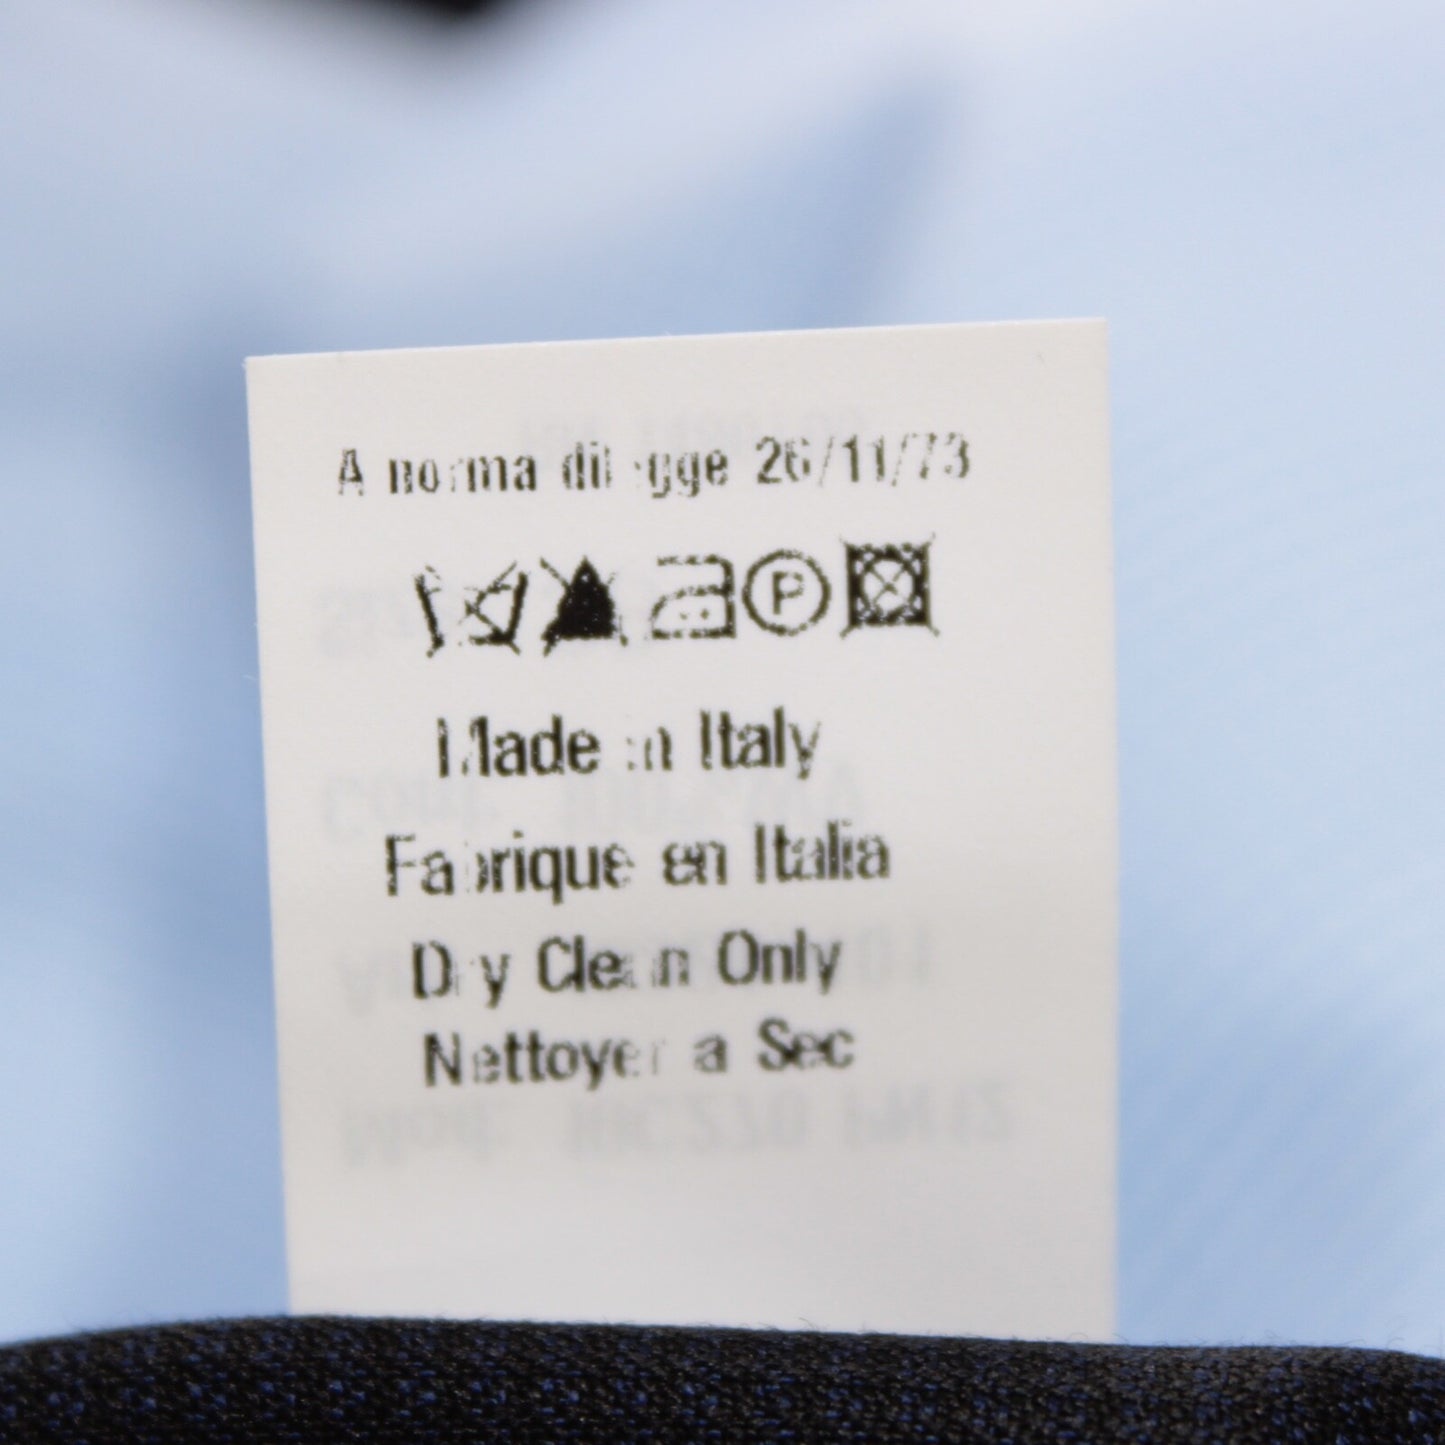 A norma di legge 26/11/73
P
Made in Italy
Fabrique en Italia
Dry Clean Only
Nettoyer a Sec